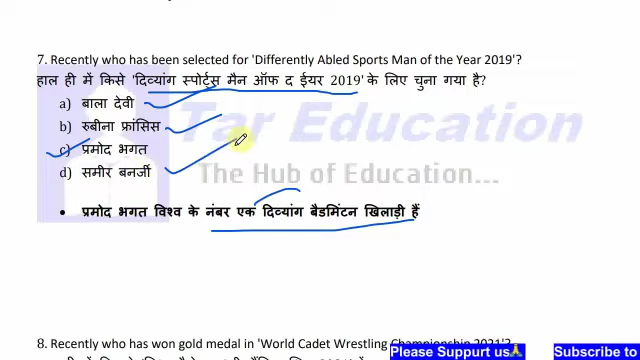 7. Recently who has been selected for 'Differently Abled Sports Man of the Year 2019'?
हाल ही में किसे 'दिव्यांग स्पोर्ट्स मैन ऑफ द ईयर 2019' के लिए चुना गया है?
a) बाला देवी
b) रुबीना फ्रांसिस
c) प्रमोद भगत
d) समीर बनर्जी
Tar Education
The Hub of Education...
• प्रमोद भगत विश्व के नंबर एक दिव्यांग बैडमिंटन खिलाड़ी हैं
8. Recently who has won gold medal in 'World Cadet Wrestling Championship 2021'?
Please Suppurt us🙏 Subscribe to